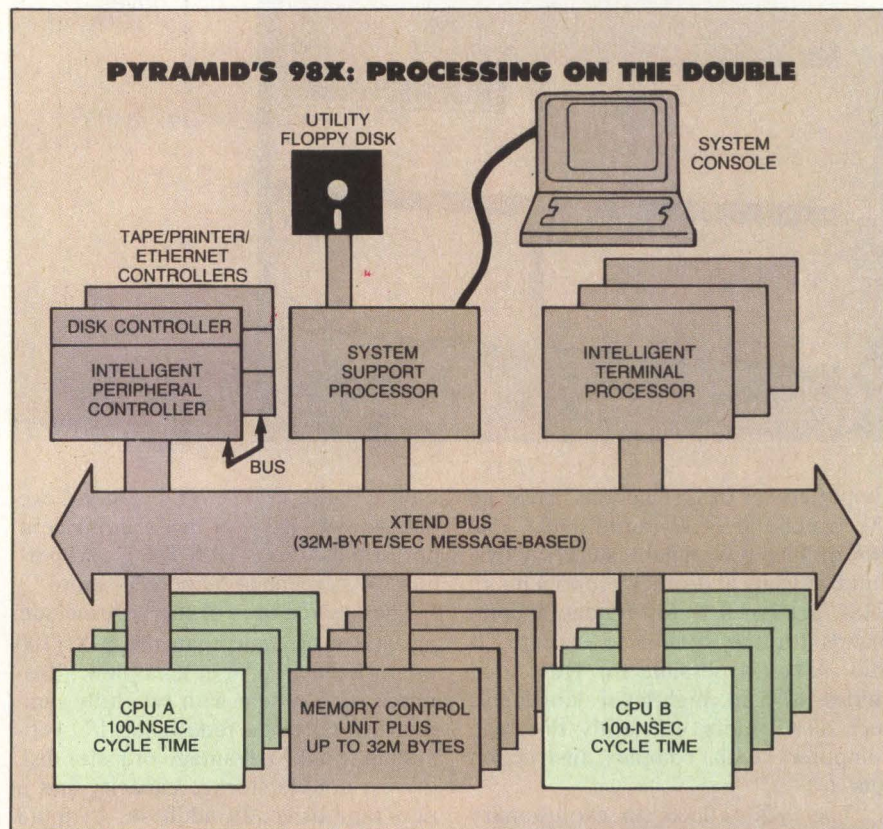 PYRAMID'S 98X: PROCESSING ON THE DOUBLE
UTILITY
FLOPPY DISK
SYSTEM
CONSOLE
TAPE/PRINTER/
ETHERNET
CONTROLLERS
DISK CONTROLLER
INTELLIGENT
PERIPHERAL
CONTROLLER
BUS
SYSTEM
SUPPORT
PROCESSOR
INTELLIGENT
TERMINAL
PROCESSOR
XTEND BUS
(32M-BYTE/SEC MESSAGE-BASED)
CPU A
100-NSEC
CYCLE TIME
MEMORY CONTROL
UNIT PLUS
UP TO 32M BYTES
CPU B
100-NSEC
CYCLE TIME